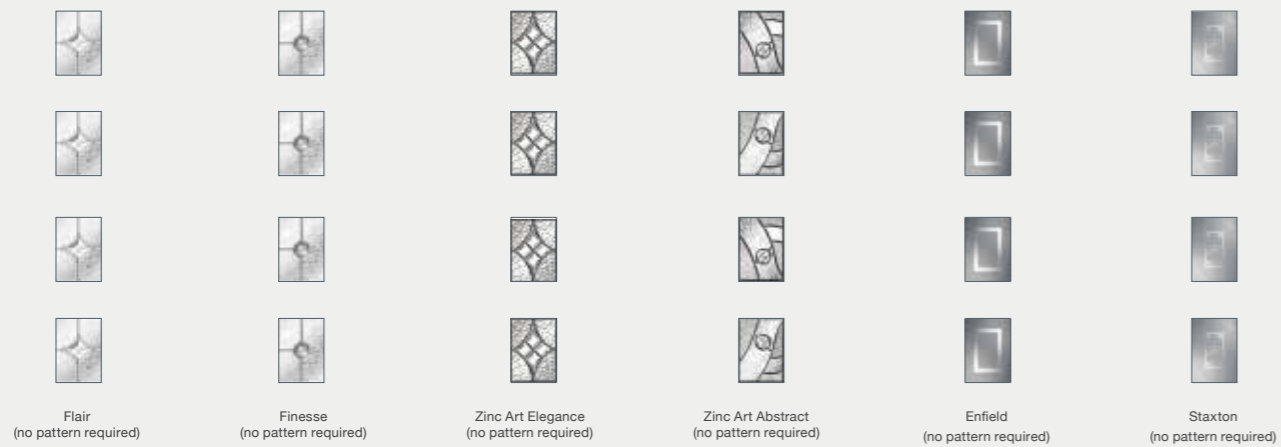 Flair
(no pattern required)
Finesse
(no pattern required)
Zinc Art Elegance
(no pattern required)
Zinc Art Abstract
(no pattern required)
Enfield
(no pattern required)
Staxton
(no pattern required)